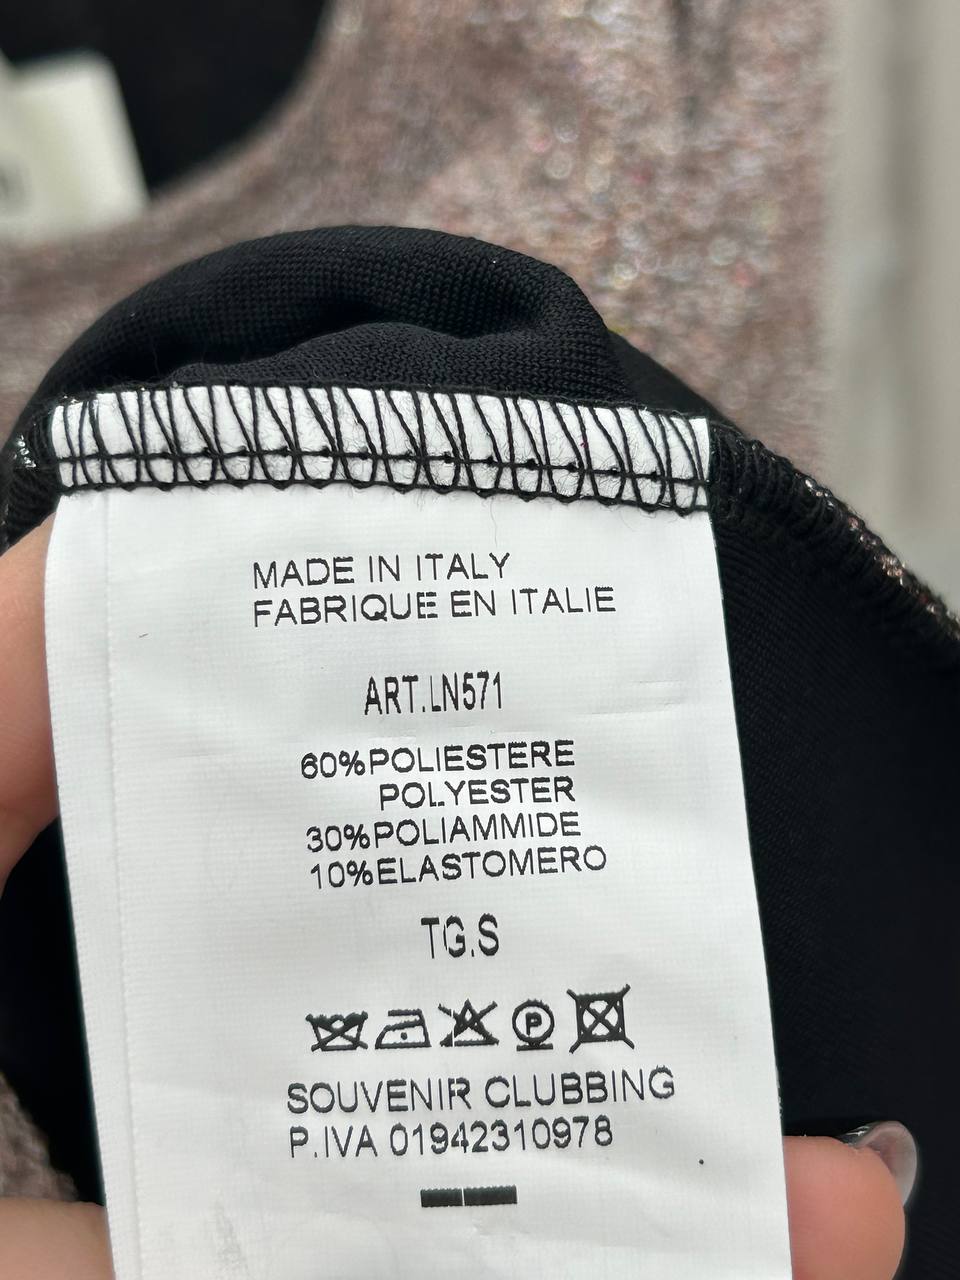 MADE IN ITALY
FABRIQUE EN ITALIE
ART.LN571
60%POLIESTERE
POLYESTER
30%POLIAMMIDE
10%ELASTOMERO
TG.S
P
SOUVENIR CLUBBING
P.IVA 01942310978